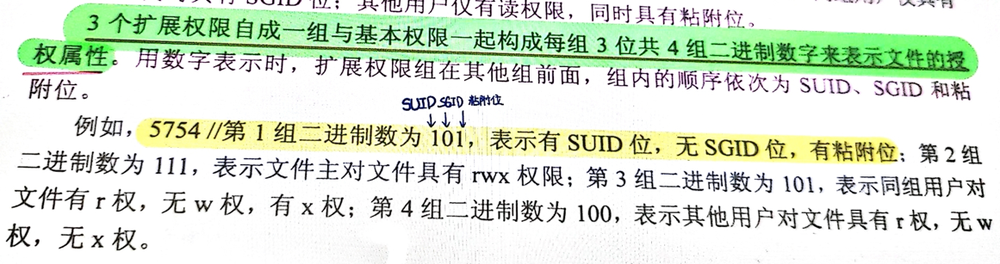 具有 SGID 位；其他用户仅有读权限，同时具有粘附位。
3 个扩展权限自成一组与基本权限一起构成每组 3 位共 4 组二进制数字来表示文件的授
权属性。用数字表示时，扩展权限组在其他组前面，组内的顺序依次为 SUID、SGID 和粘
附位。
SUID SGID 粘附位
↓↓↓
例如，5754 //第 1 组二进制数为 101，表示有 SUID 位，无 SGID 位，有粘附位；第 2 组
二进制数为 111，表示文件主对文件具有 rwx 权限；第 3 组二进制数为 101，表示同组用户对
文件有 r 权，无 w 权，有 x 权；第 4 组二进制数为 100，表示其他用户对文件具有 r 权，无 w
权，无 x 权。